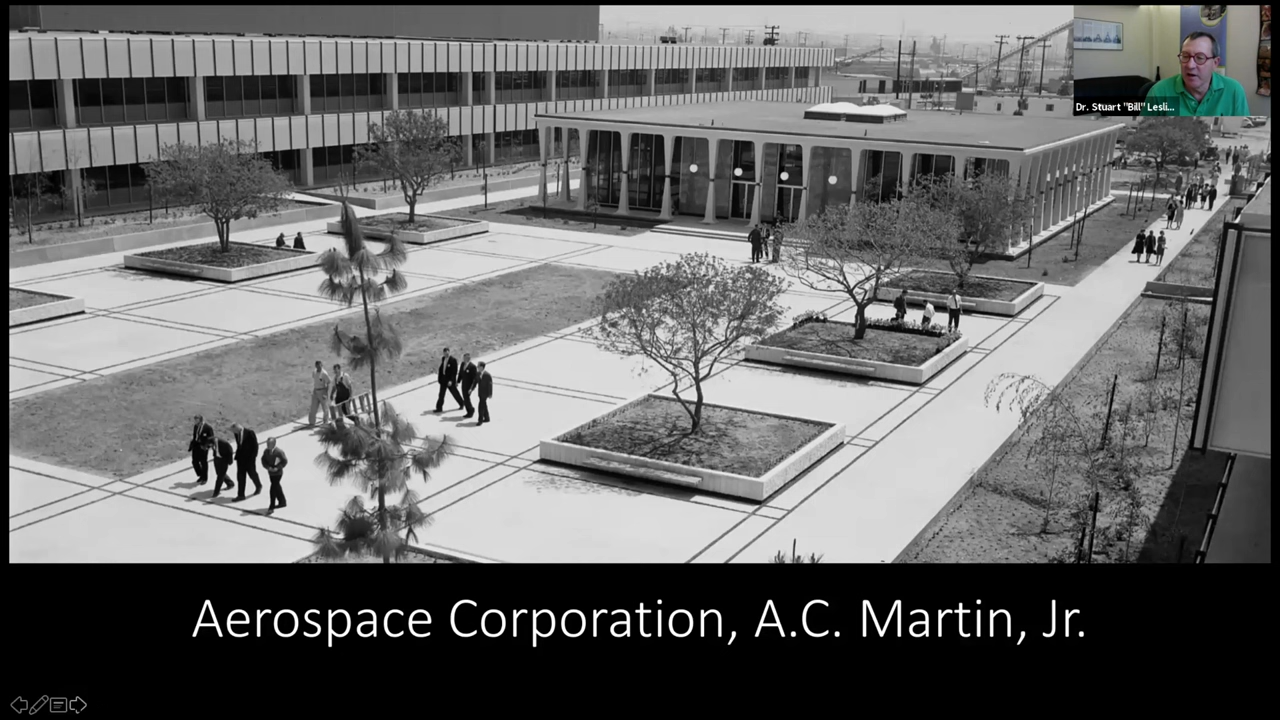 Dr. Stuart "Bill" Lesli...
Aerospace Corporation, A.C. Martin, Jr.